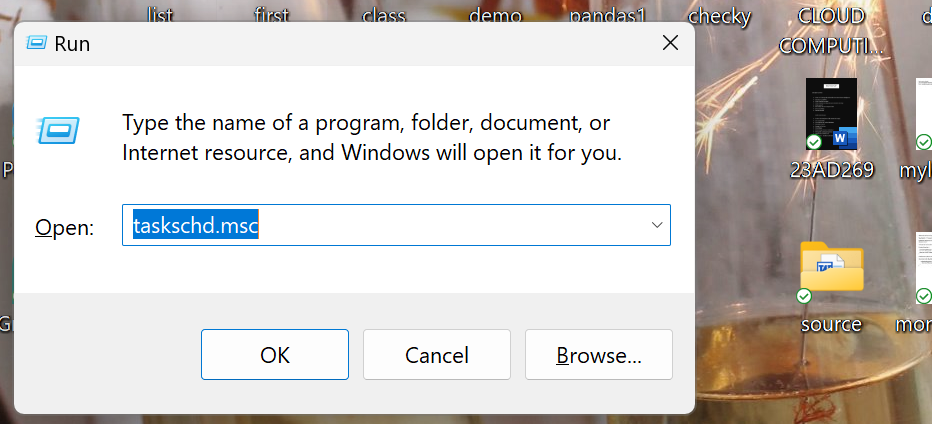 list first class demo pandas1 checky CLOUD
COMPUTI...
Run
Type the name of a program, folder, document, or
Internet resource, and Windows will open it for you.
Open: taskschd.msc
OK Cancel Browse...
W
23AD269
source